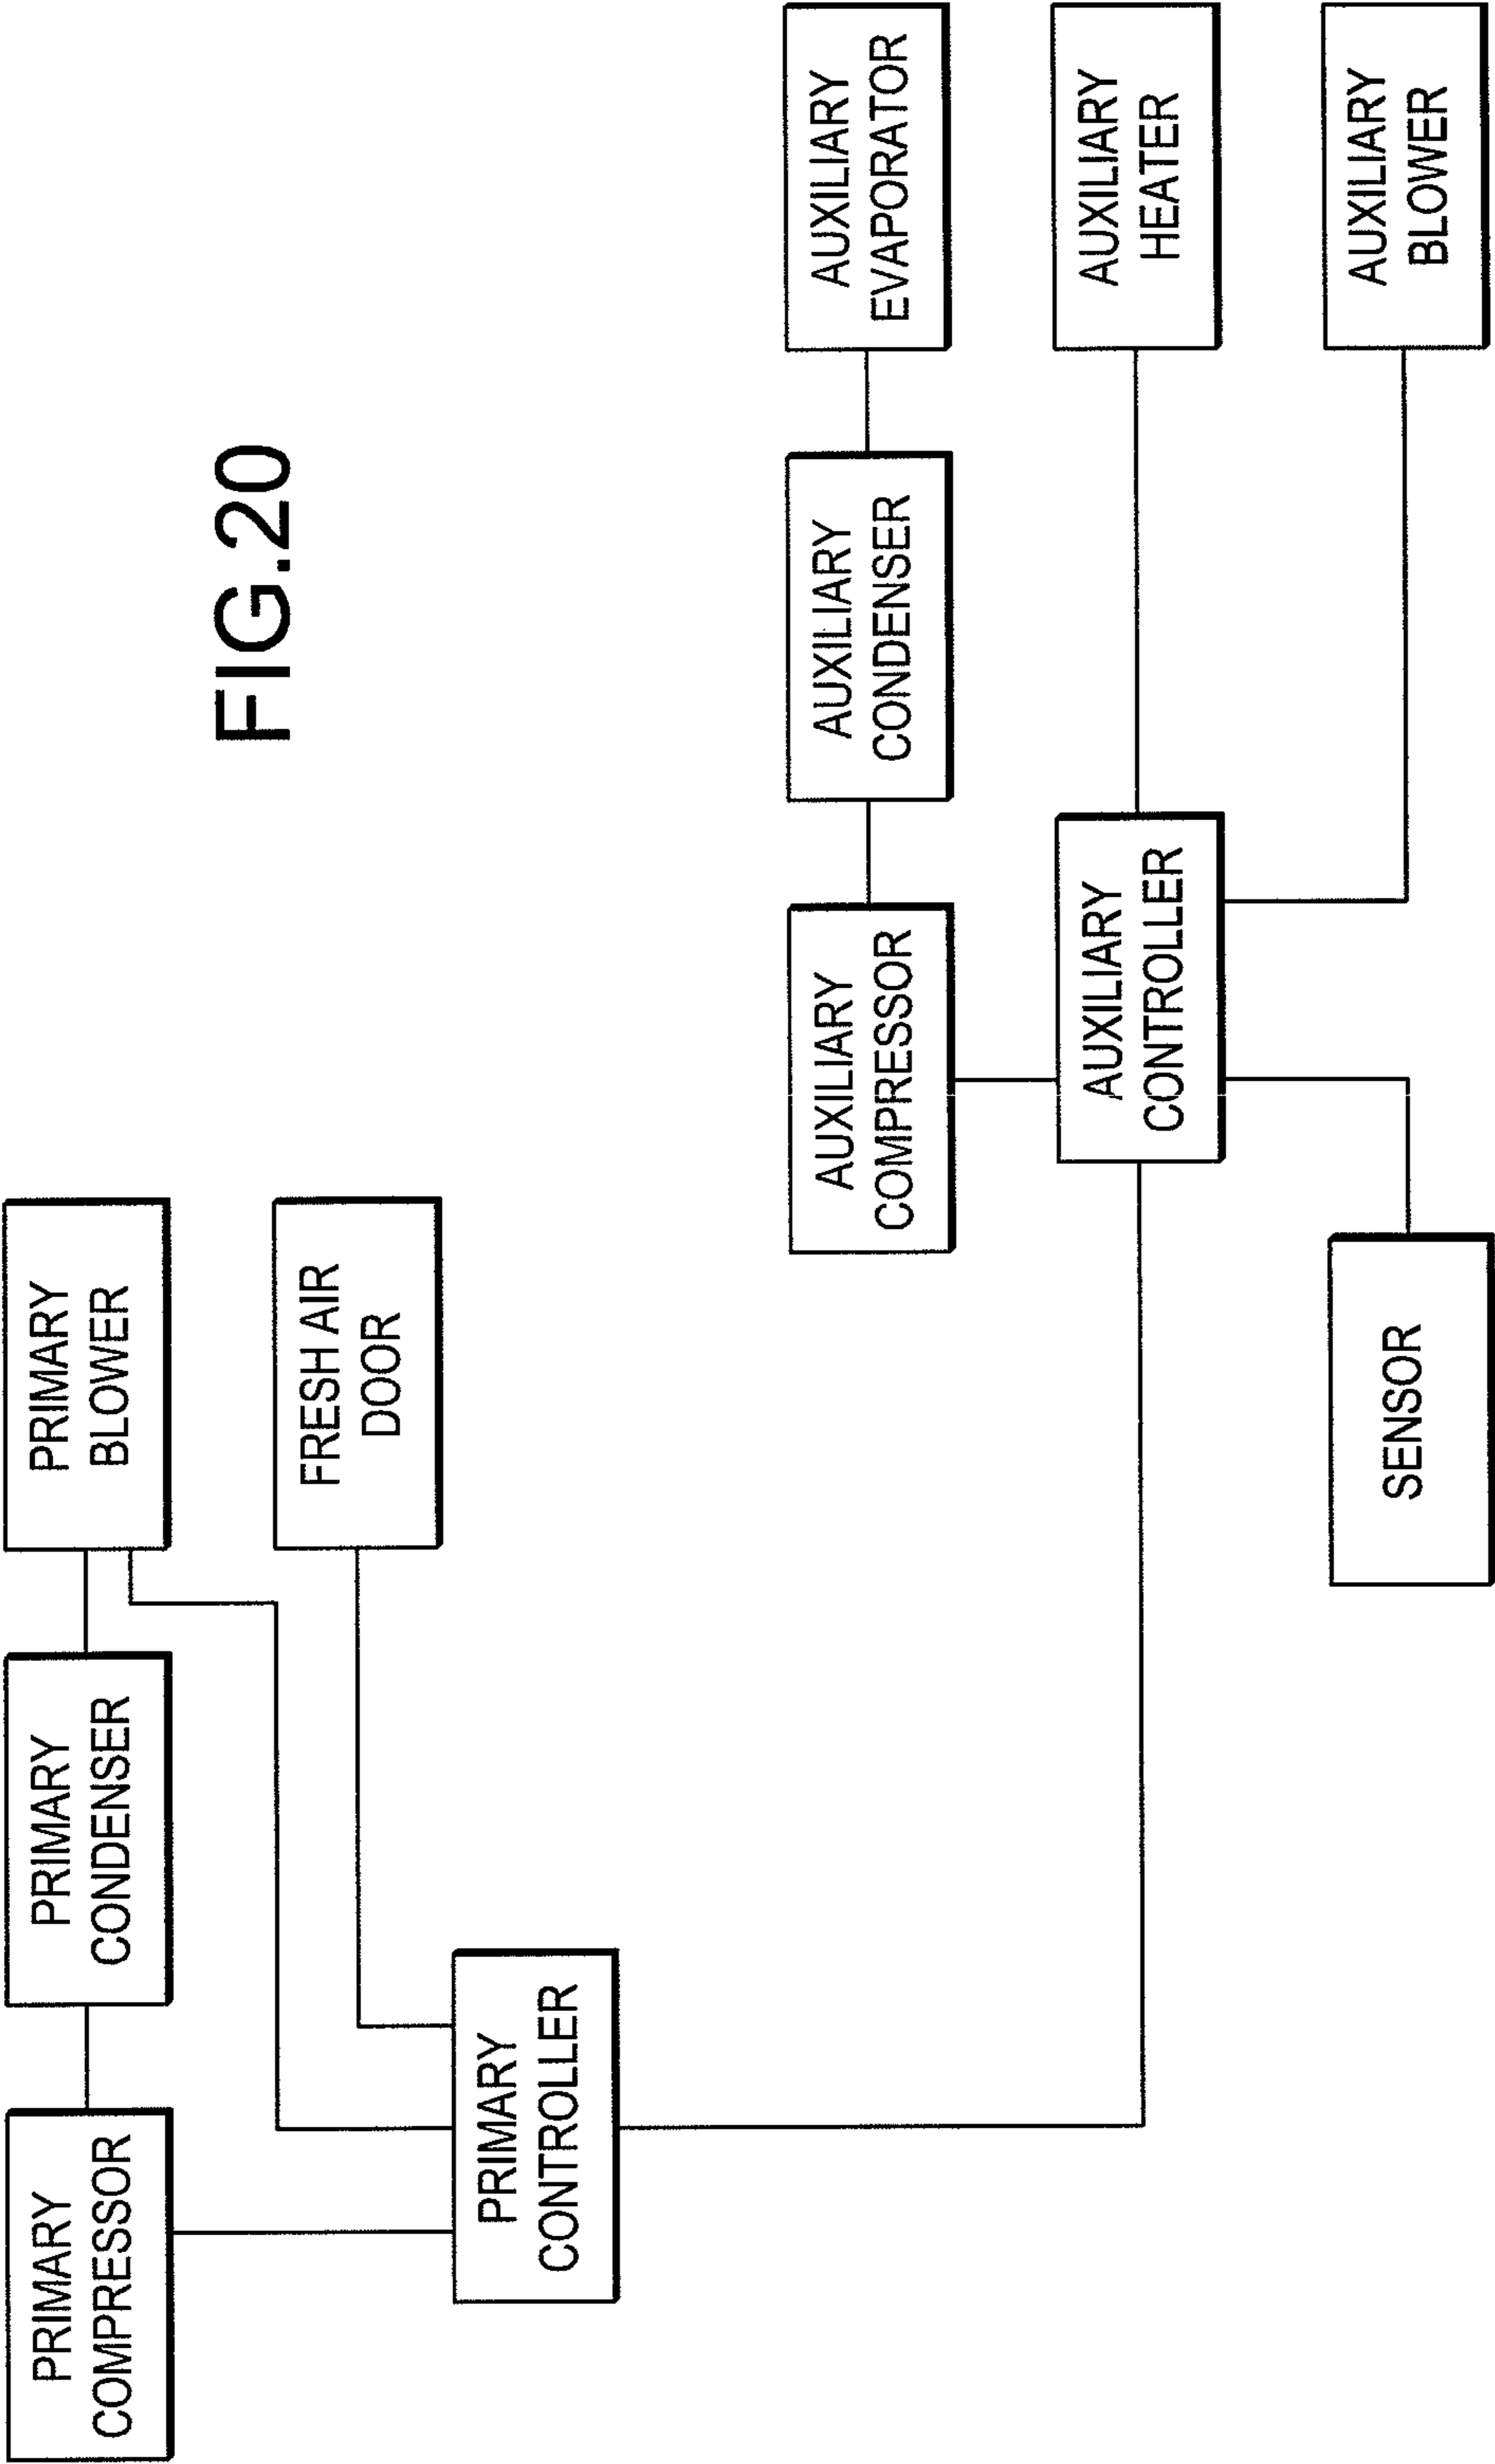 FIG.20
PRIMARY
COMPRESSOR
PRIMARY
CONDENSER
PRIMARY
BLOWER
FRESH AIR
DOOR
PRIMARY
CONTROLLER
AUXILIARY
COMPRESSOR
AUXILIARY
CONDENSER
AUXILIARY
EVAPORATOR
AUXILIARY
CONTROLLER
AUXILIARY
HEATER
SENSOR
AUXILIARY
BLOWER